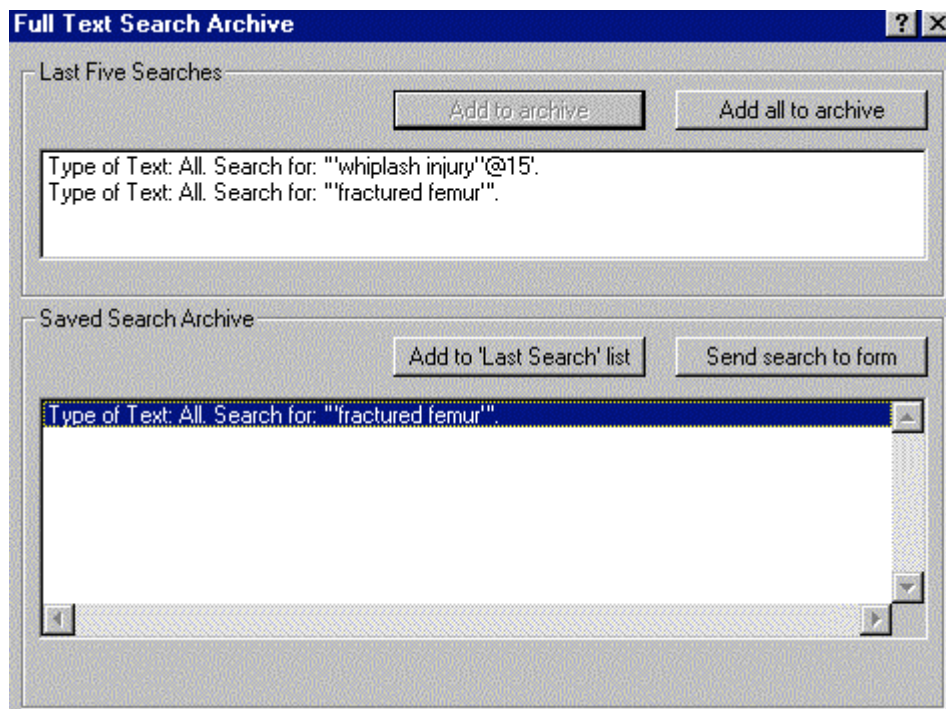 Full Text Search Archive
Last Five Searches
Add to archive
Add all to archive
Type of Text: All. Search for: "'whiplash injury"@15'.
Type of Text: All. Search for: "'fractured femur'".
Saved Search Archive
Add to 'Last Search' list
Send search to form
Type of Text: All. Search for: "'fractured femur'".